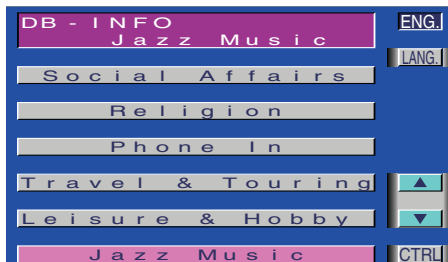 DB - INFO
Jazz Music
ENG.
LANG.
Social Affairs
Religion
Phone In
Travel & Touring
Leisure & Hobby
Jazz Music
CTRL